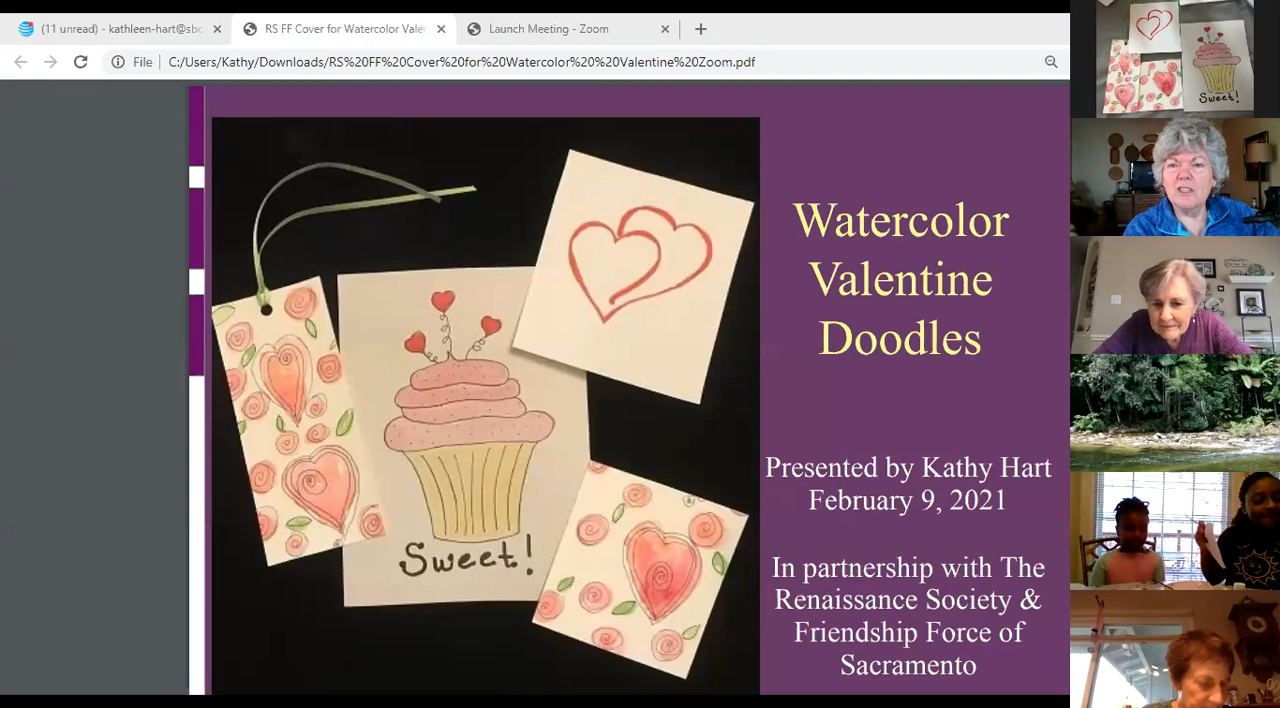 (11 unread) - kathleen-hart@sbc
RS FF Cover for Watercolor Valen
Launch Meeting - Zoom
File
C:/Users/Kathy/Downloads/RS%20FF%20Cover%20for%20Watercolor%20%20Valentine%20Zoom.pdf
Watercolor
Valentine
Doodles
Presented by Kathy Hart
February 9, 2021
In partnership with The
Renaissance Society &
Friendship Force of
Sacramento
Sweet!
Sweet!